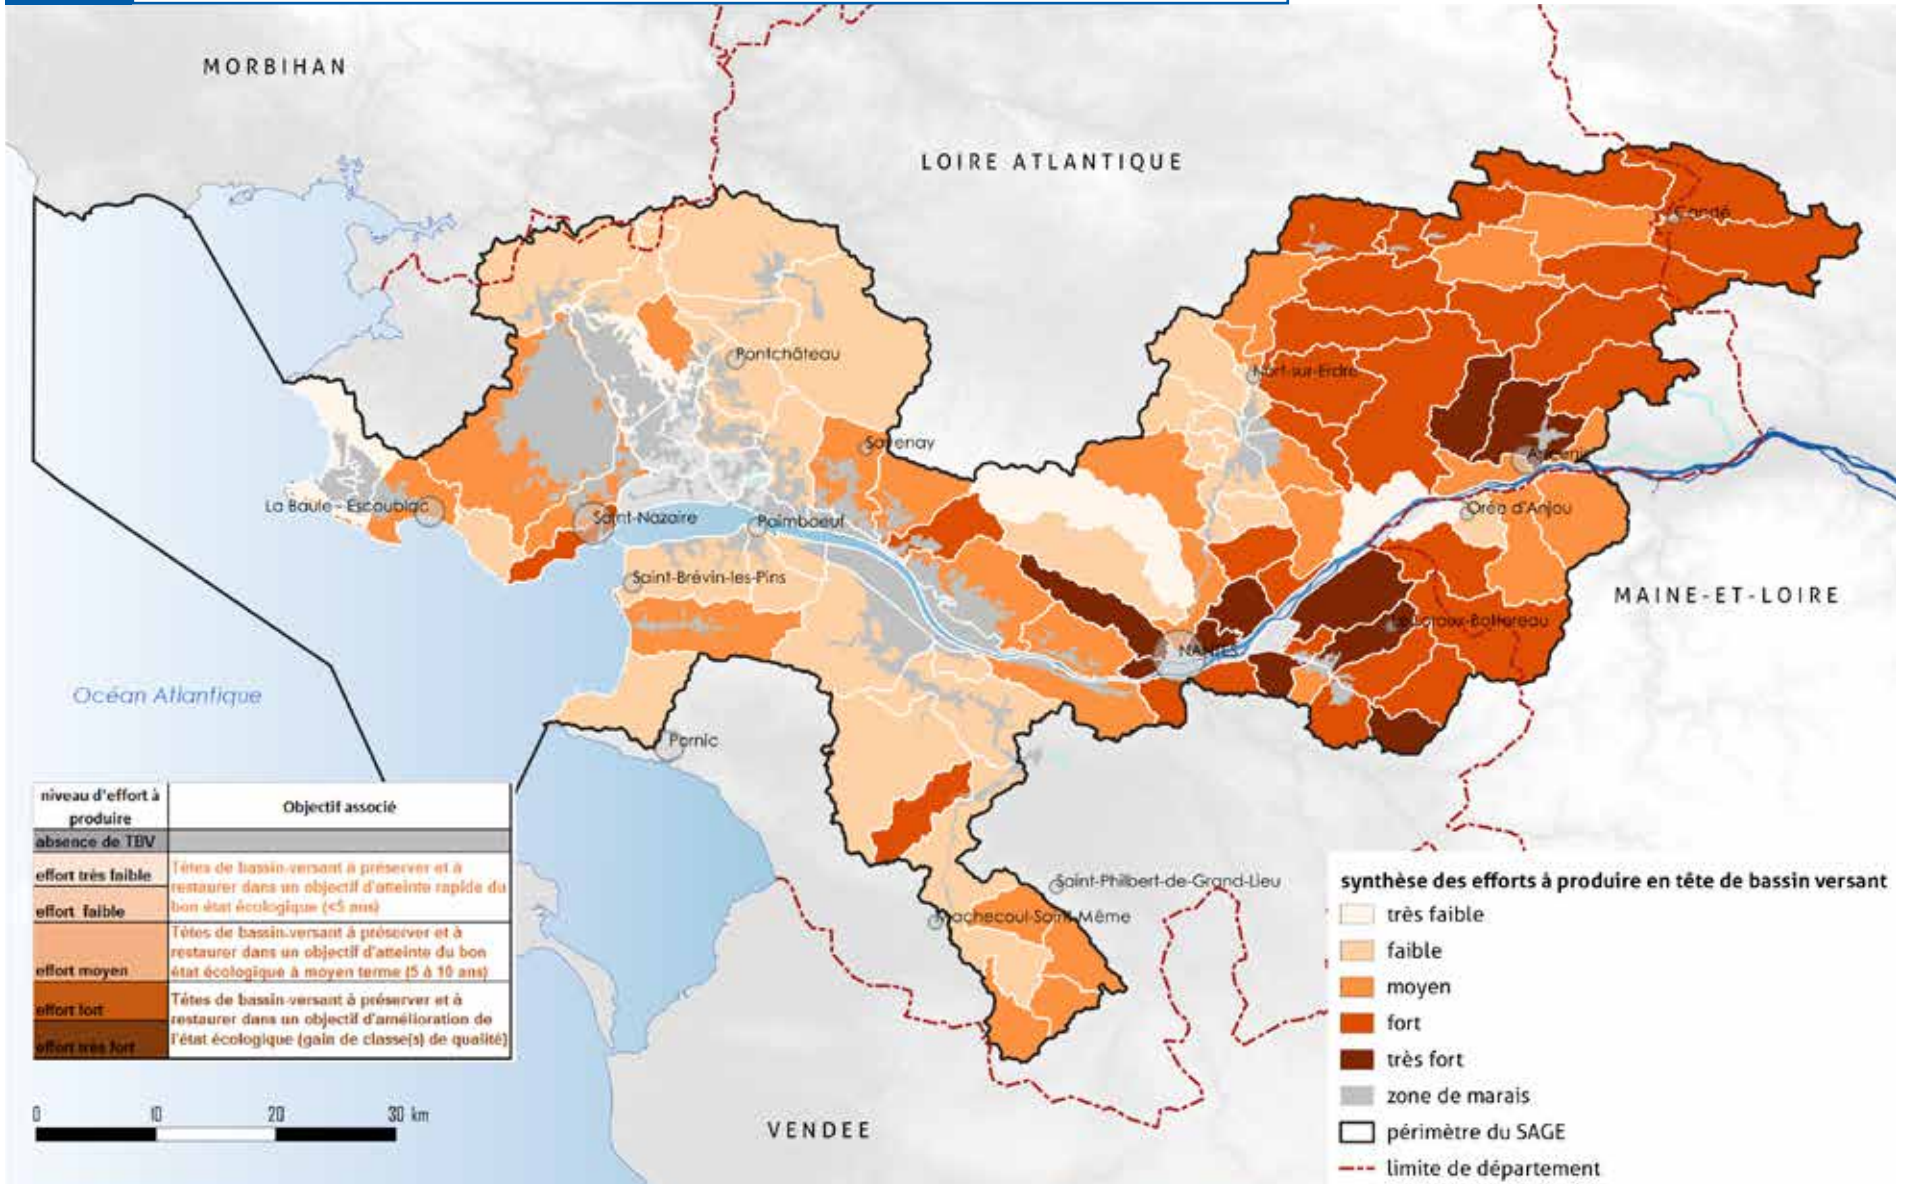 MORBIHAN
LOIRE ATLANTIQUE
Candé
Pontchâteau
Nort-sur-Erdre
Savenay
Ancenis
La Baule - Escoublac
Saint-Nazaire
Paimboeuf
Orée d'Anjou
Saint-Brévin-les-Pins
MAINE-ET-LOIRE
Le Loroux-Bottereau
NANTES
Océan Atlantique
Pornic
niveau d'effort à
produire
Objectif associé
absence de TBV
effort très faible
effort faible
Têtes de bassin-versant à préserver et à
restaurer dans un objectif d'atteinte rapide du
bon état écologique (<5 ans)
effort moyen
Têtes de bassin-versant à préserver et à
restaurer dans un objectif d'atteinte du bon
état écologique à moyen terme (5 à 10 ans)
effort fort
effort très fort
Têtes de bassin-versant à préserver et à
restaurer dans un objectif d'amélioration de
l'état écologique (gain de classe(s) de qualité)
Saint-Philbert-de-Grand-Lieu
Machecoul-Saint-Même
synthèse des efforts à produire en tête de bassin versant
très faible
faible
moyen
fort
très fort
zone de marais
périmètre du SAGE
limite de département
0 10 20 30 km
VENDEE